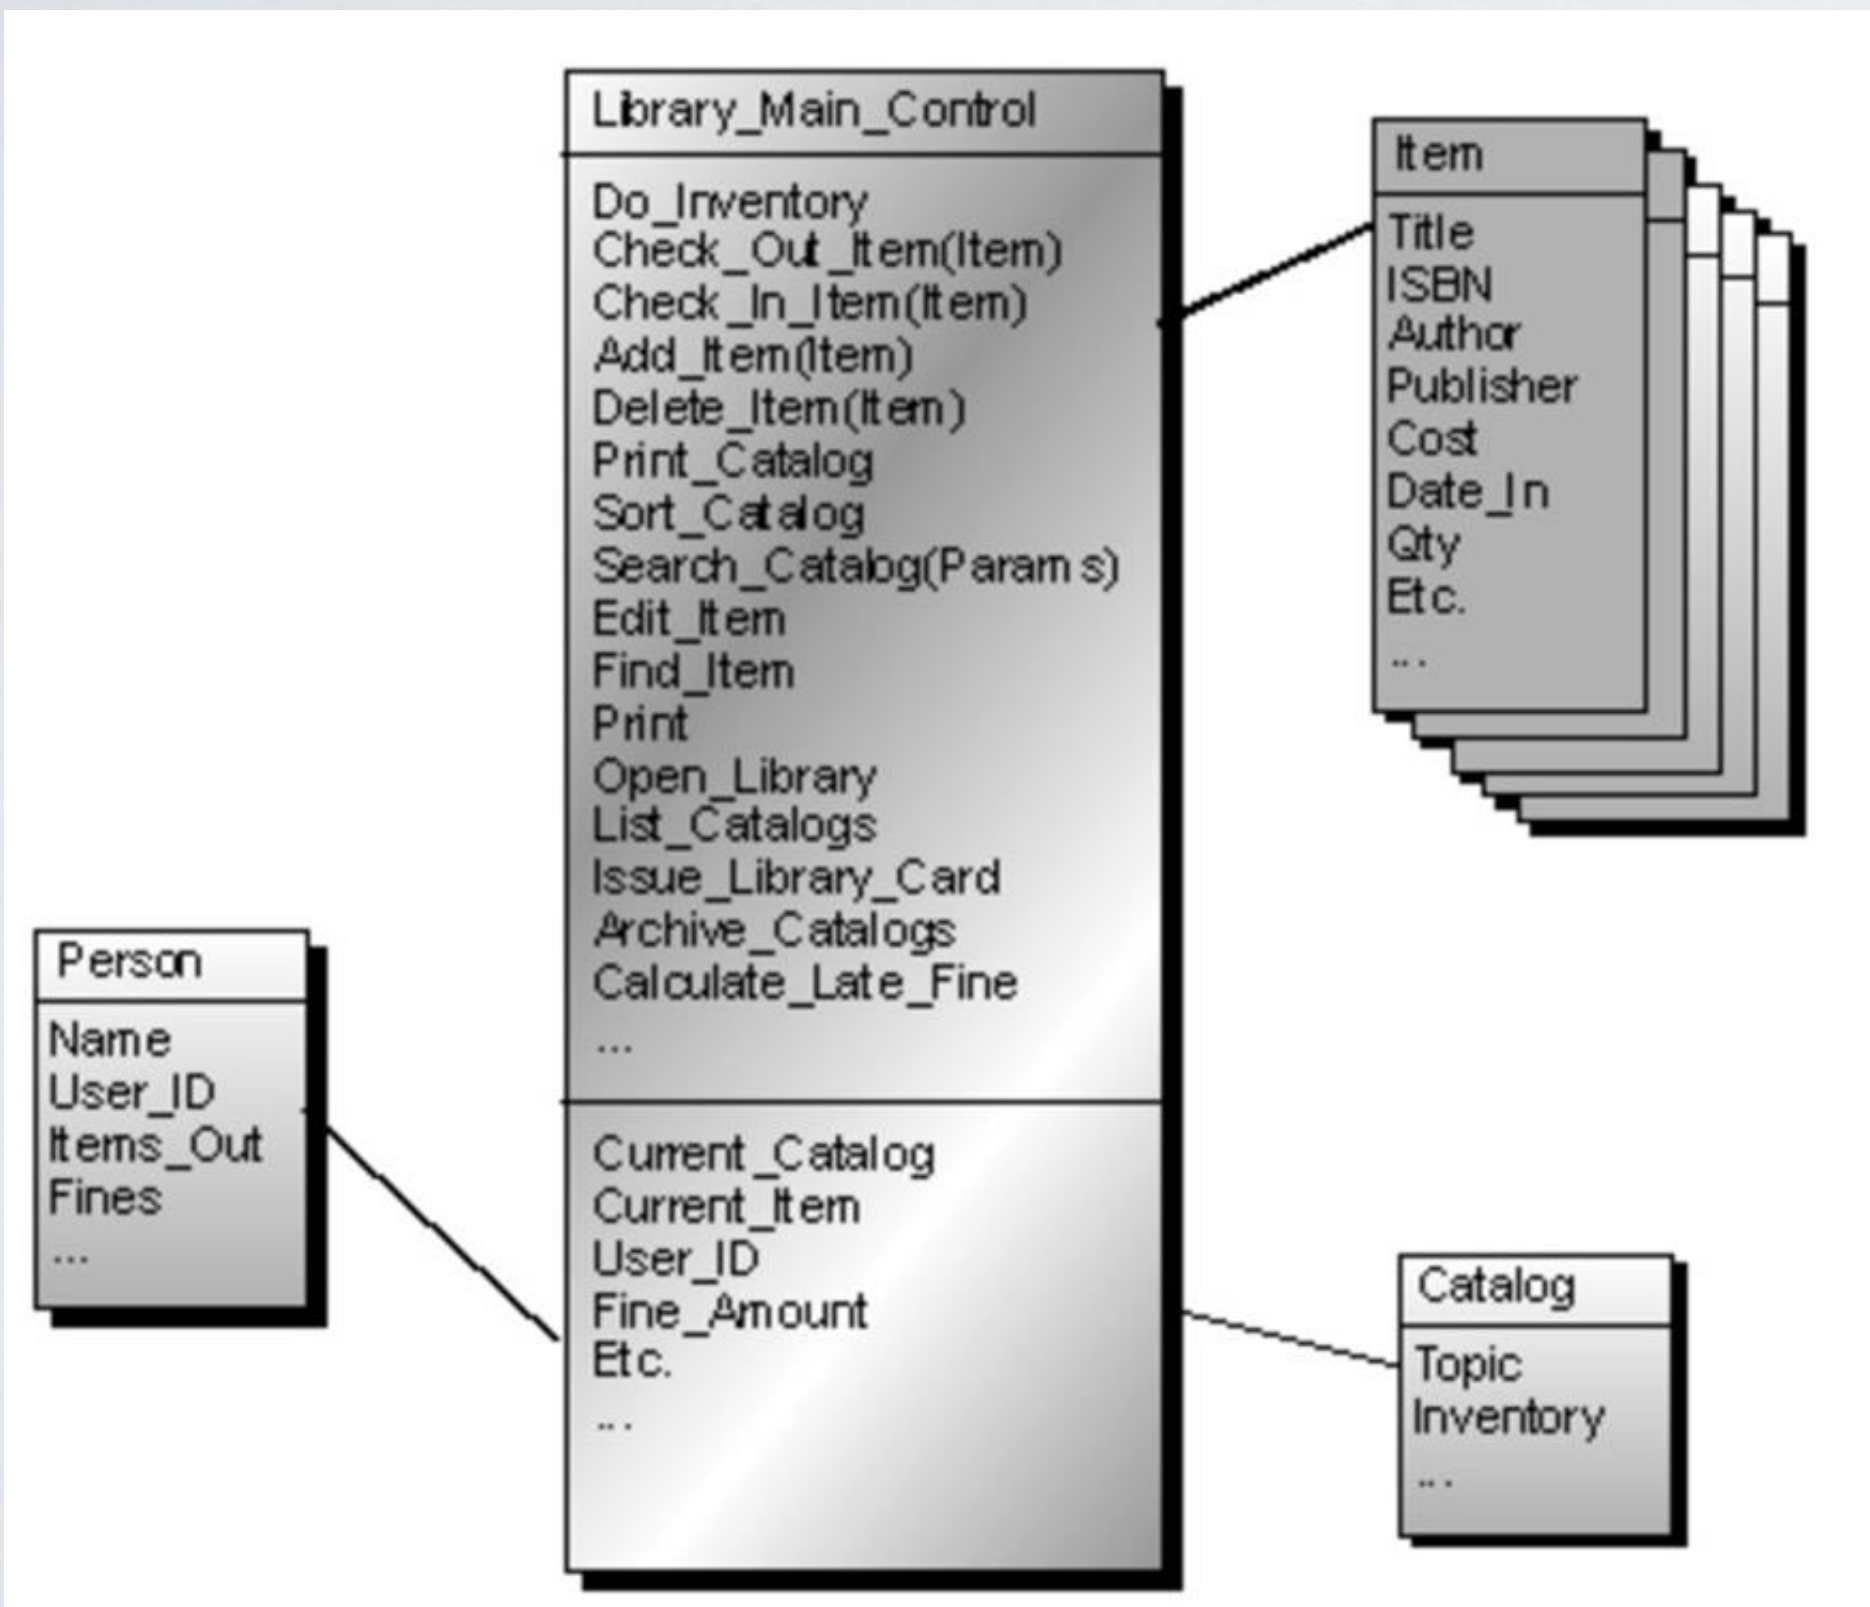 Library_Main_Control
Do_Inventory
Check_Out_Item(Item)
Check_In_Item(Item)
Add_Item(Item)
Delete_Item(Item)
Print_Catalog
Sort_Catalog
Search_Catalog(Params)
Edit_Item
Find_Item
Print
Open_Library
List_Catalogs
Issue_Library_Card
Archive_Catalogs
Calculate_Late_Fine
...
Current_Catalog
Current_Item
User_ID
Fine_Amount
Etc.
...
Item
Title
ISBN
Author
Publisher
Cost
Date_In
Qty
Etc.
...
Person
Name
User_ID
Items_Out
Fines
...
Catalog
Topic
Inventory
...